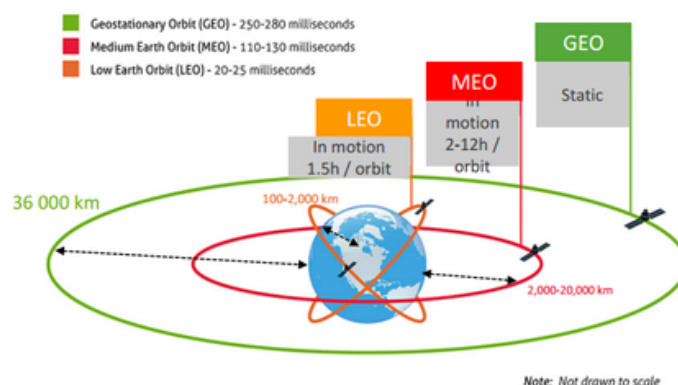 Geostationary Orbit (GEO) - 250-280 milliseconds
Medium Earth Orbit (MEO) - 110-130 milliseconds
Low Earth Orbit (LEO) - 20-25 milliseconds
GEO
Static
MEO
In
motion
2-12h /
orbit
LEO
In motion
1.5h / orbit
36 000 km
100-2,000 km
2,000-20,000 km
Note: Not drawn to scale